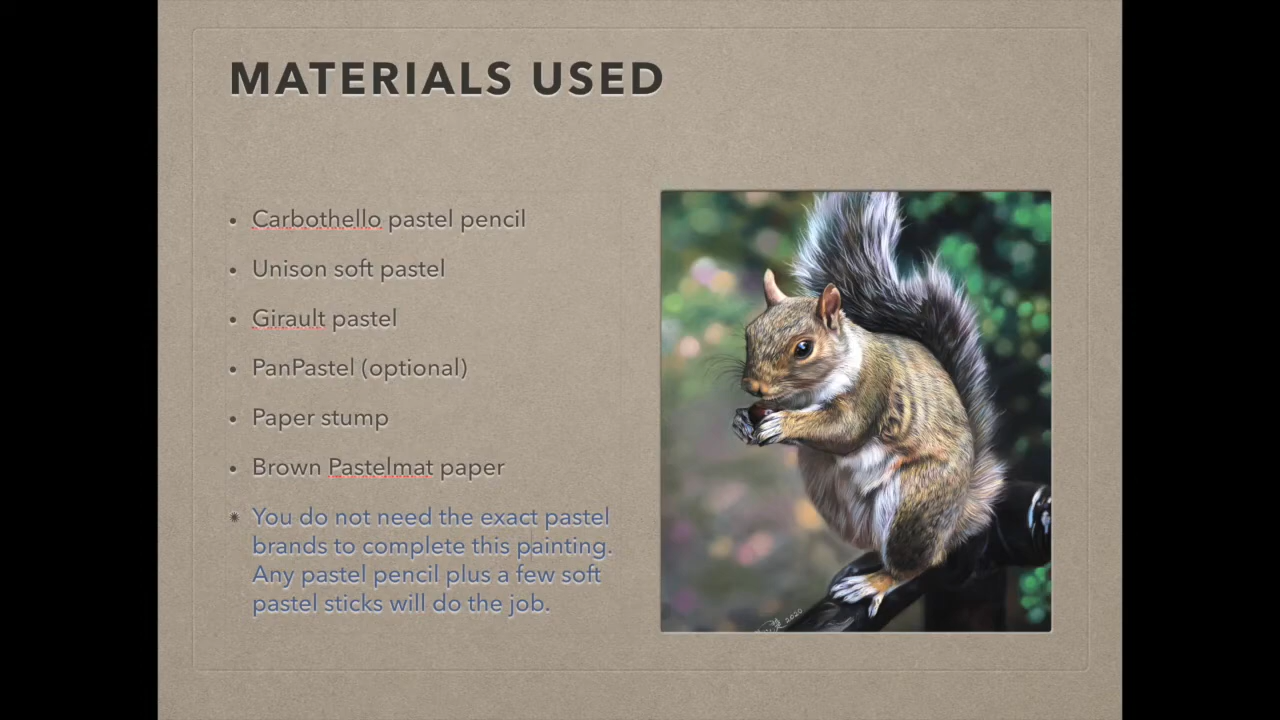 MATERIALS USED
• Carbothello pastel pencil
• Unison soft pastel
• Girault pastel
• PanPastel (optional)
• Paper stump
• Brown Pastelmat paper
✷ You do not need the exact pastel
brands to complete this painting.
Any pastel pencil plus a few soft
pastel sticks will do the job.
2020